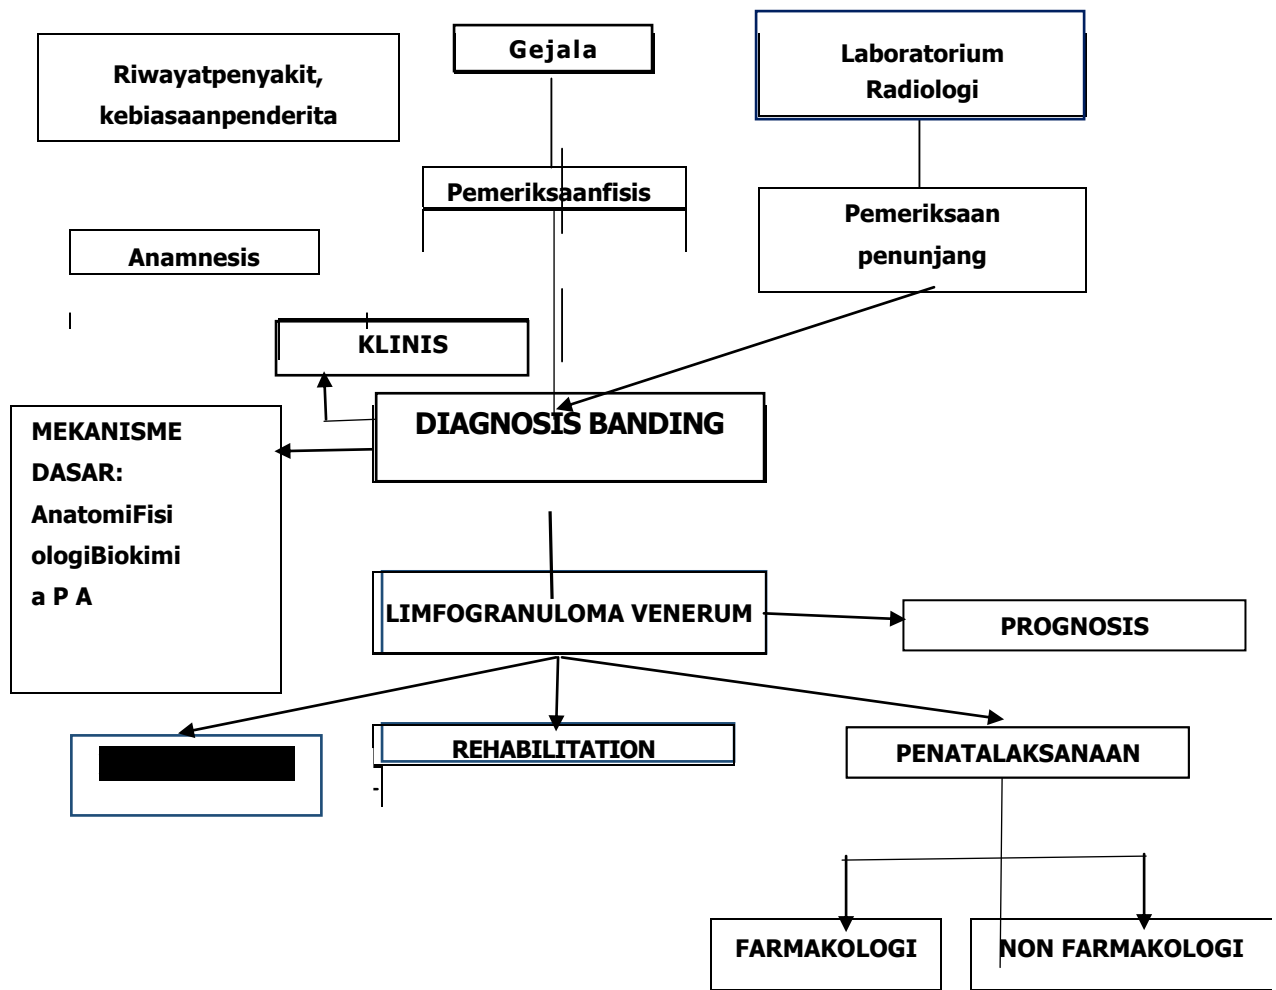 Riwayatpenyakit,
kebiasaanpenderita
Gejala
Laboratorium
Radiologi
Pemeriksaanfisis
Pemeriksaan
penunjang
Anamnesis
KLINIS
DIAGNOSIS BANDING
MEKANISME
DASAR:
AnatomiFisi
ologiBiokimi
a P A
LIMFOGRANULOMA VENERUM
PROGNOSIS
REHABILITATION
-
PENATALAKSANAAN
FARMAKOLOGI
NON FARMAKOLOGI